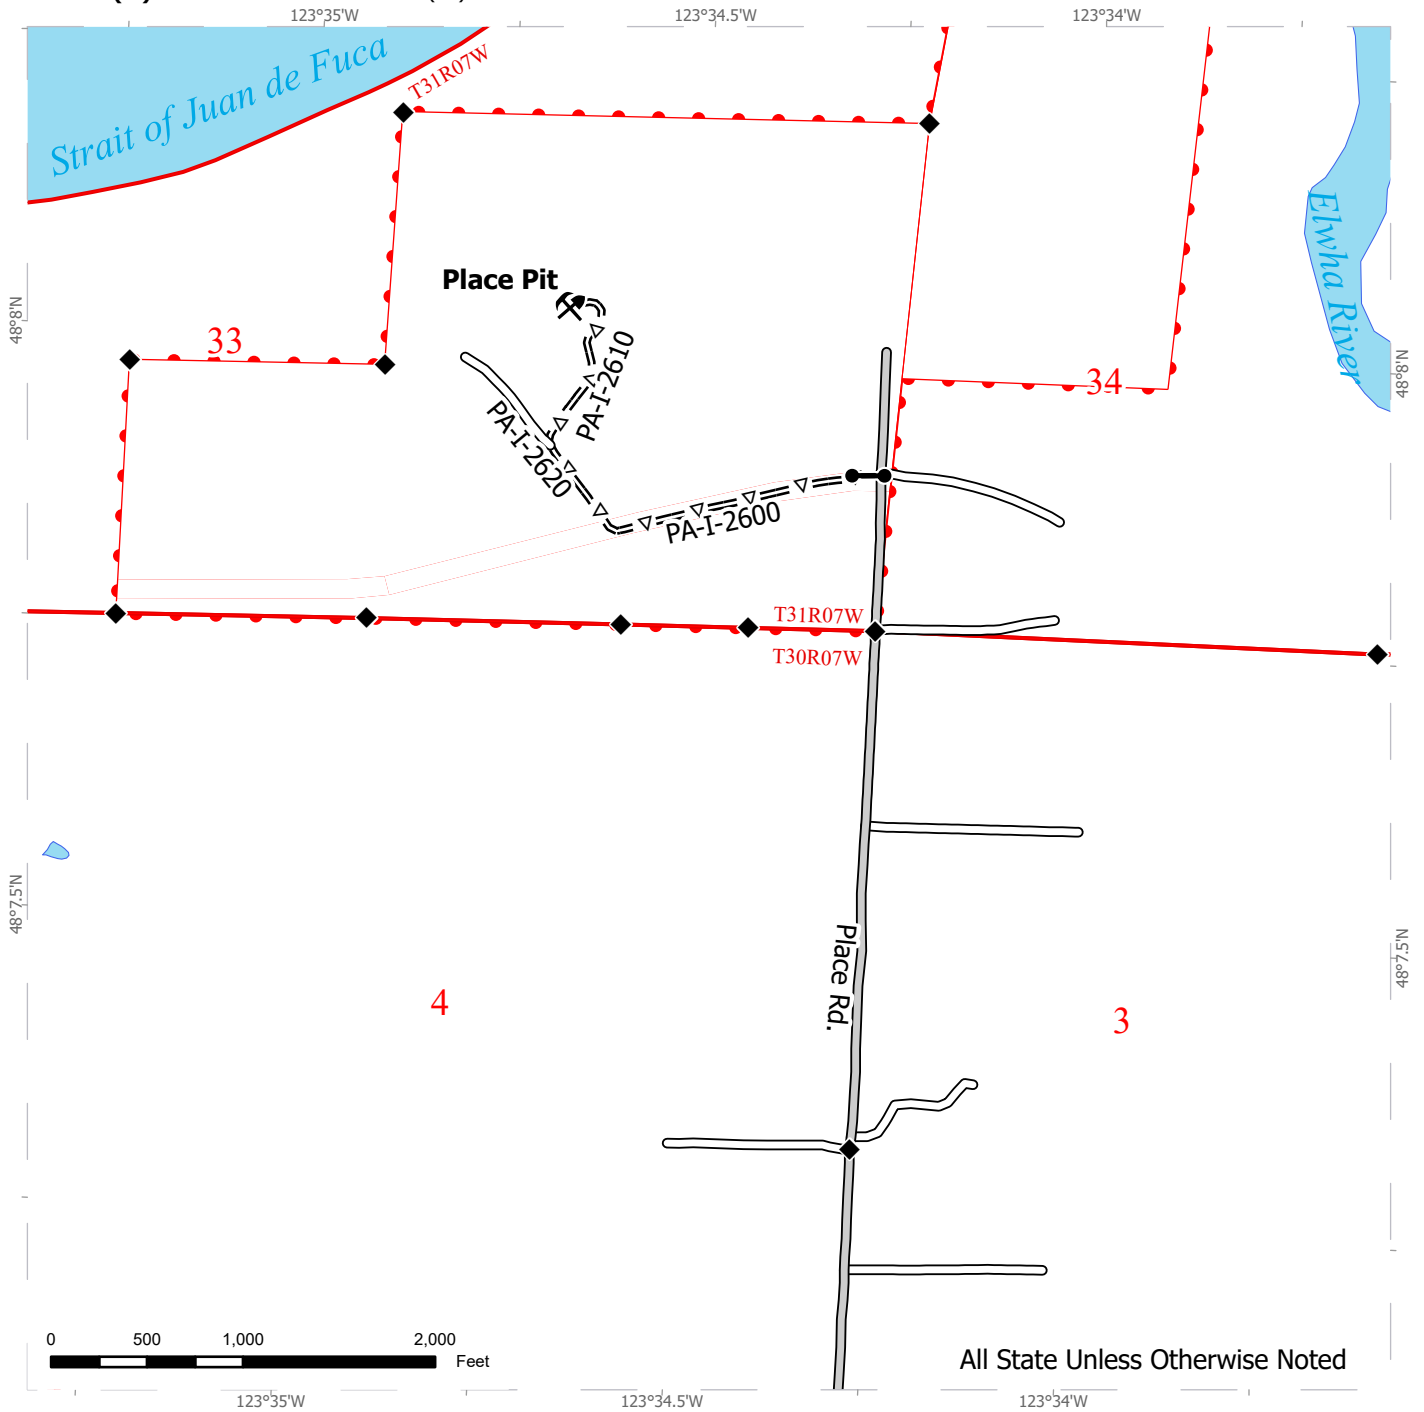 123°35'W
123°34.5'W
123°34'W
Strait of Juan de Fuca
T31R07W
Elwha River
Place Pit
48°8'N
48°8'N
33
34
PA-I-2610
PA-I-2620
PA-I-2600
T31R07W
T30R07W
48°7.5'N
48°7.5'N
Place Rd.
4
3
0
500
1,000
2,000
Feet
All State Unless Otherwise Noted
123°35'W
123°34.5'W
123°34'W